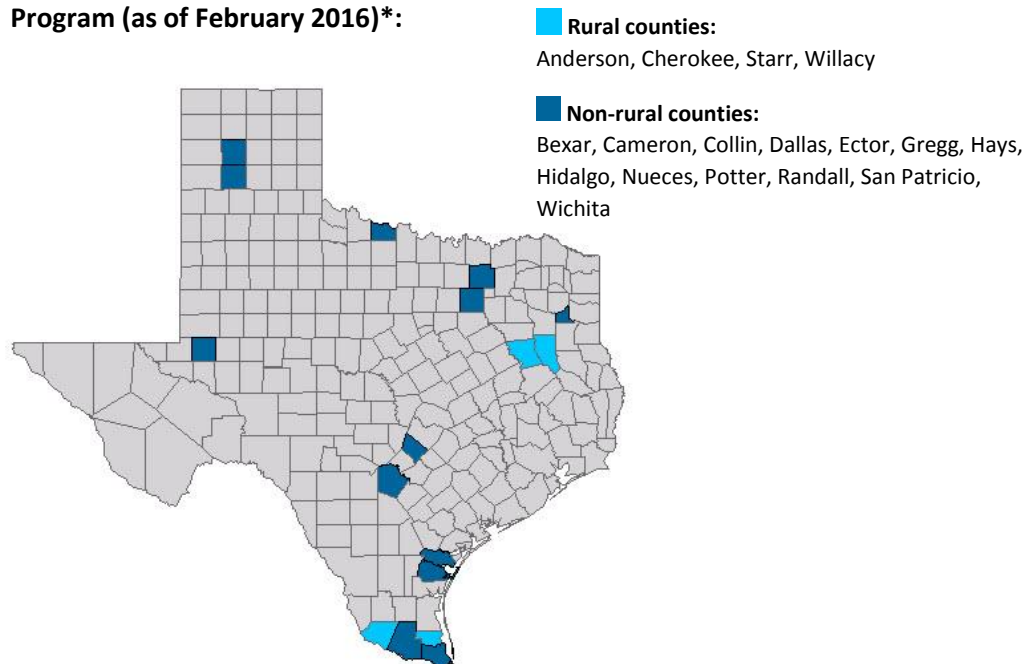 Program (as of February 2016)*:
Rural counties:
Anderson, Cherokee, Starr, Willacy
Non-rural counties:
Bexar, Cameron, Collin, Dallas, Ector, Gregg, Hays,
Hidalgo, Nueces, Potter, Randall, San Patricio,
Wichita